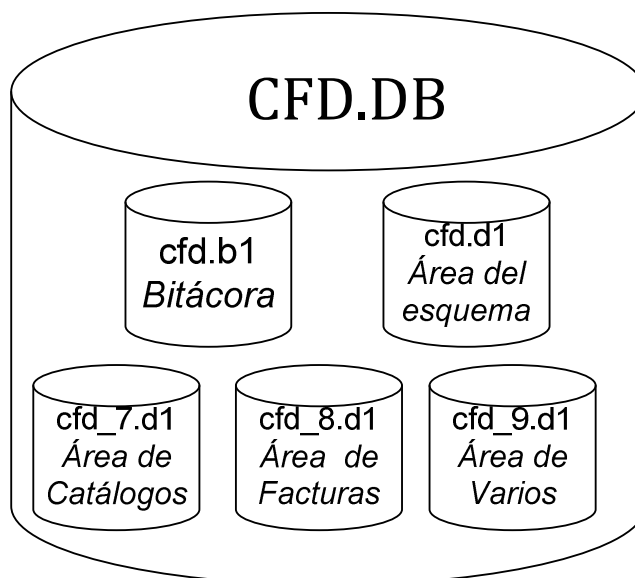 CFD.DB
cfd.b1
Bitácora
cfd.d1
Área del
esquema
cfd_7.d1
Área de
Catálogos
cfd_8.d1
Área de
Facturas
cfd_9.d1
Área de
Varios